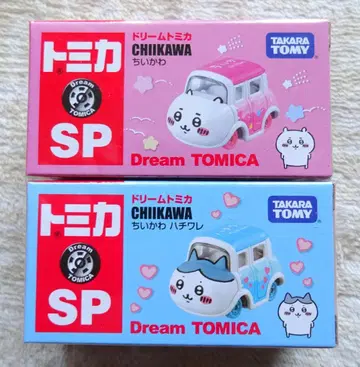 トミカ
Dream
TOMICA
SP
ドリームトミカ
CHIIKAWA
ちいかわ
TAKARA
TOMY
Dream TOMICA
トミカ
Dream
TOMICA
SP
ドリームトミカ
CHIIKAWA
ちいかわ ハチワレ
TAKARA
TOMY
Dream TOMICA